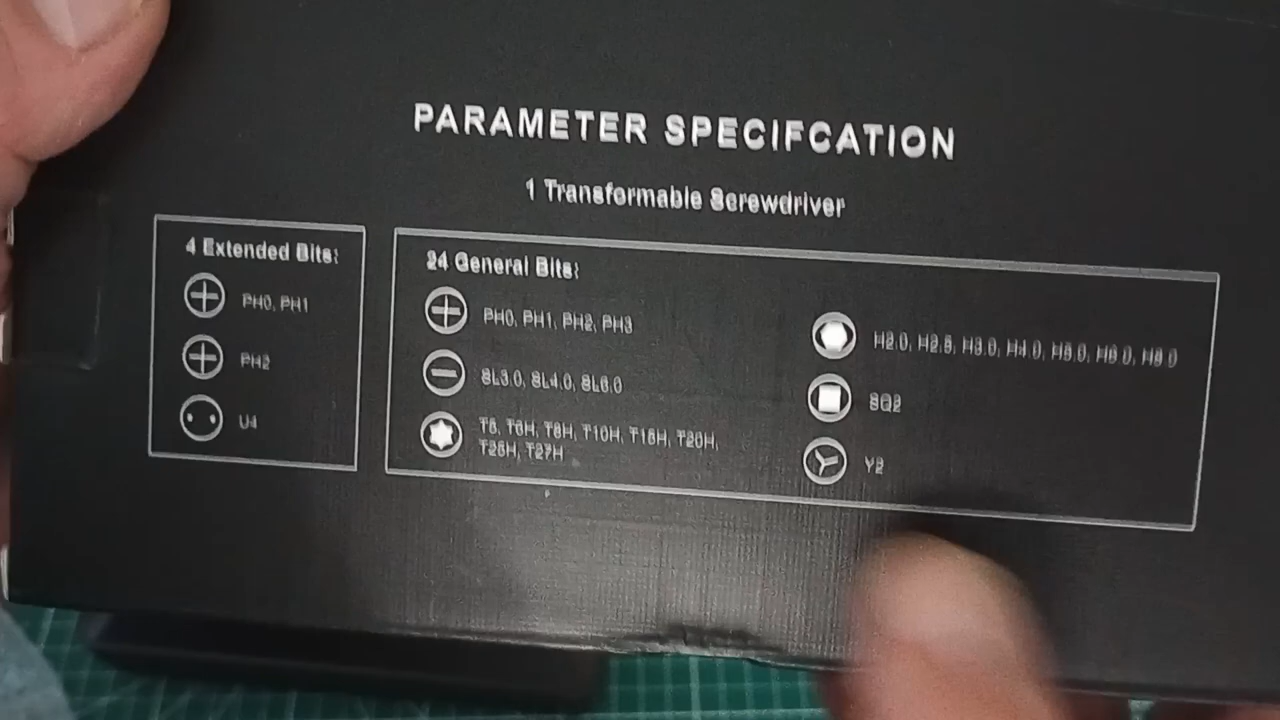 PARAMETER SPECIFCATION
1 Transformable Screwdriver
4 Extended Bits:
PH0, PH1
PH2
U4
24 General Bits:
PH0, PH1, PH2, PH3
SL3.0, SL4.0, SL6.0
T6, T8H, T10H, T15H, T20H,
T25H, T27H
H2.0, H2.5, H3.0, H4.0, H5.0, H6.0, H8.0
SQ2
Y2